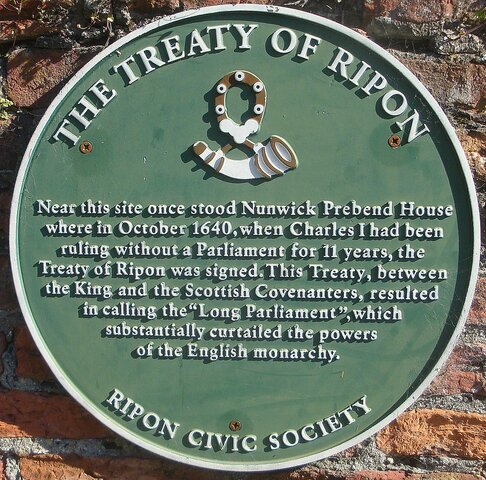 THE TREATY OF RIPON
Near this site once stood Nunwick Prebend House
where in October 1640, when Charles I had been
ruling without a Parliament for 11 years, the
Treaty of Ripon was signed. This Treaty, between
the King and the Scottish Covenanters, resulted
in calling the "Long Parliament", which
substantially curtailed the powers
of the English monarchy.
RIPON CIVIC SOCIETY